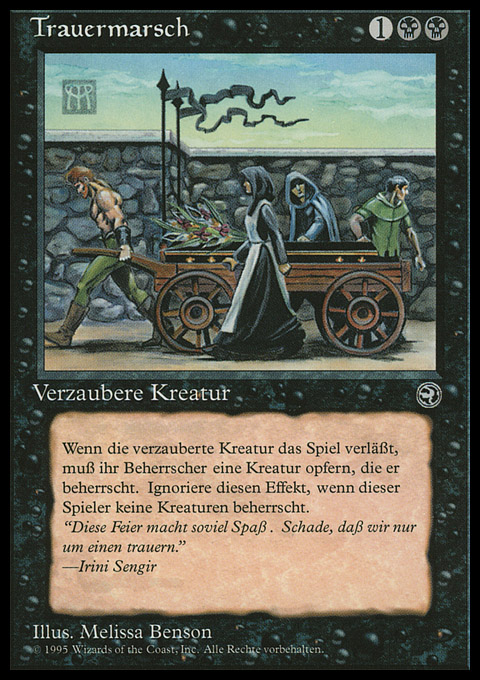 Trauermarsch 1
Verzaubere Kreatur
Wenn die verzauberte Kreatur das Spiel verläßt,
muß ihr Beherrscher eine Kreatur opfern, die er
beherrscht. Ignoriere diesen Effekt, wenn dieser
Spieler keine Kreaturen beherrscht.
“Diese Feier macht soviel Spaß . Schade, daß wir nur
um einen trauern.”
—Irini Sengir
Illus. Melissa Benson
© 1995 Wizards of the Coast, Inc. Alle Rechte vorbehalten.